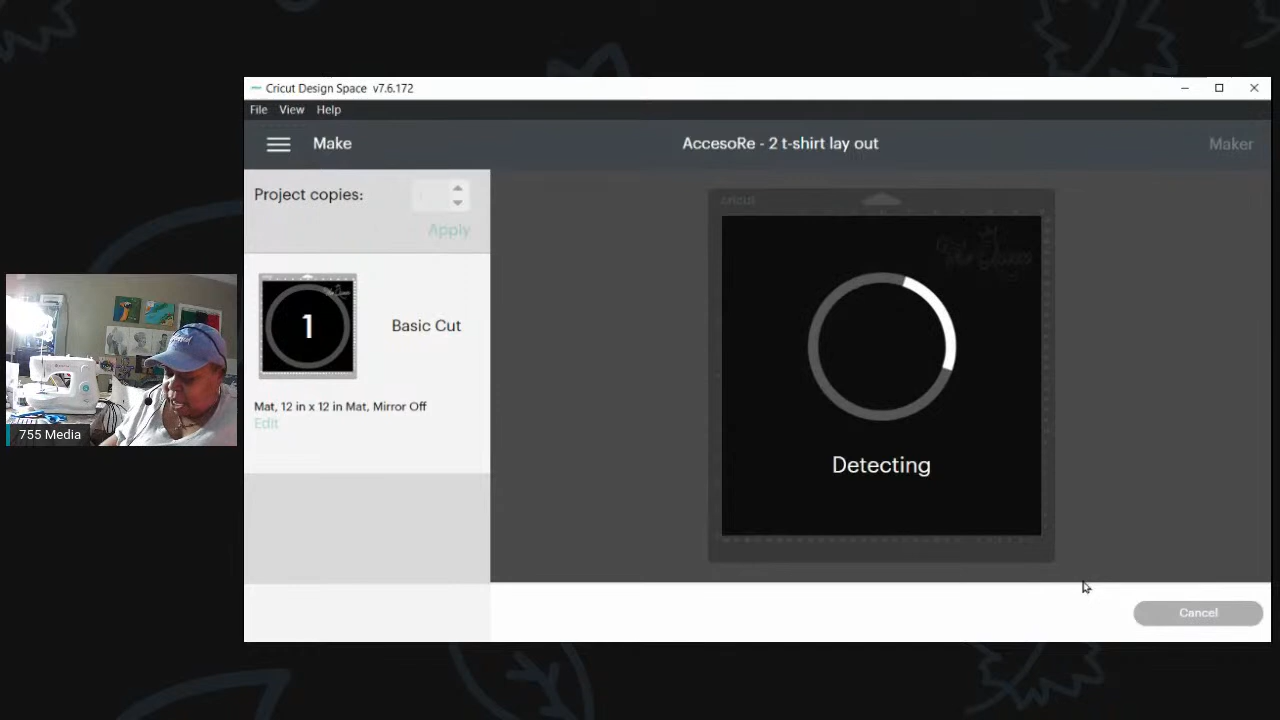 Cricut Design Space v7.6.172
File View Help
Make
AccesoRe - 2 t-shirt lay out
Maker
Project copies:
Apply
cricut
1
Basic Cut
Mat, 12 in x 12 in Mat, Mirror Off
Edit
Detecting
Cancel
755 Media